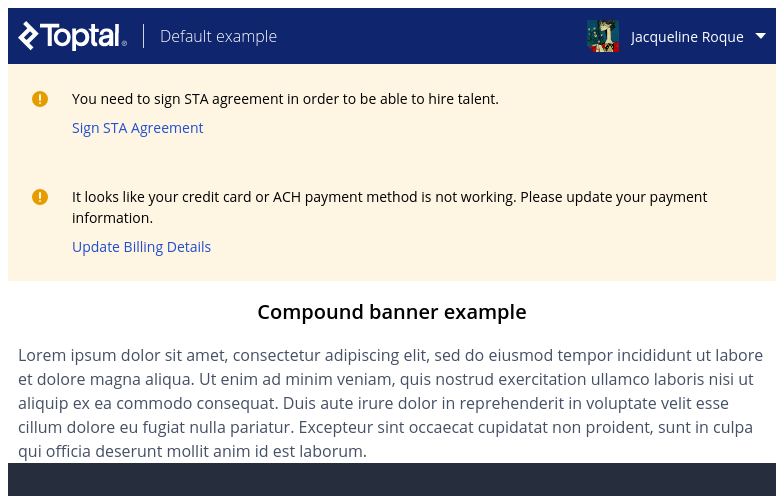 Toptal®
Default example
Jacqueline Roque
You need to sign STA agreement in order to be able to hire talent.
Sign STA Agreement
It looks like your credit card or ACH payment method is not working. Please update your payment
information.
Update Billing Details
Compound banner example
Lorem ipsum dolor sit amet, consectetur adipiscing elit, sed do eiusmod tempor incididunt ut labore
et dolore magna aliqua. Ut enim ad minim veniam, quis nostrud exercitation ullamco laboris nisi ut
aliquip ex ea commodo consequat. Duis aute irure dolor in reprehenderit in voluptate velit esse
cillum dolore eu fugiat nulla pariatur. Excepteur sint occaecat cupidatat non proident, sunt in culpa
qui officia deserunt mollit anim id est laborum.